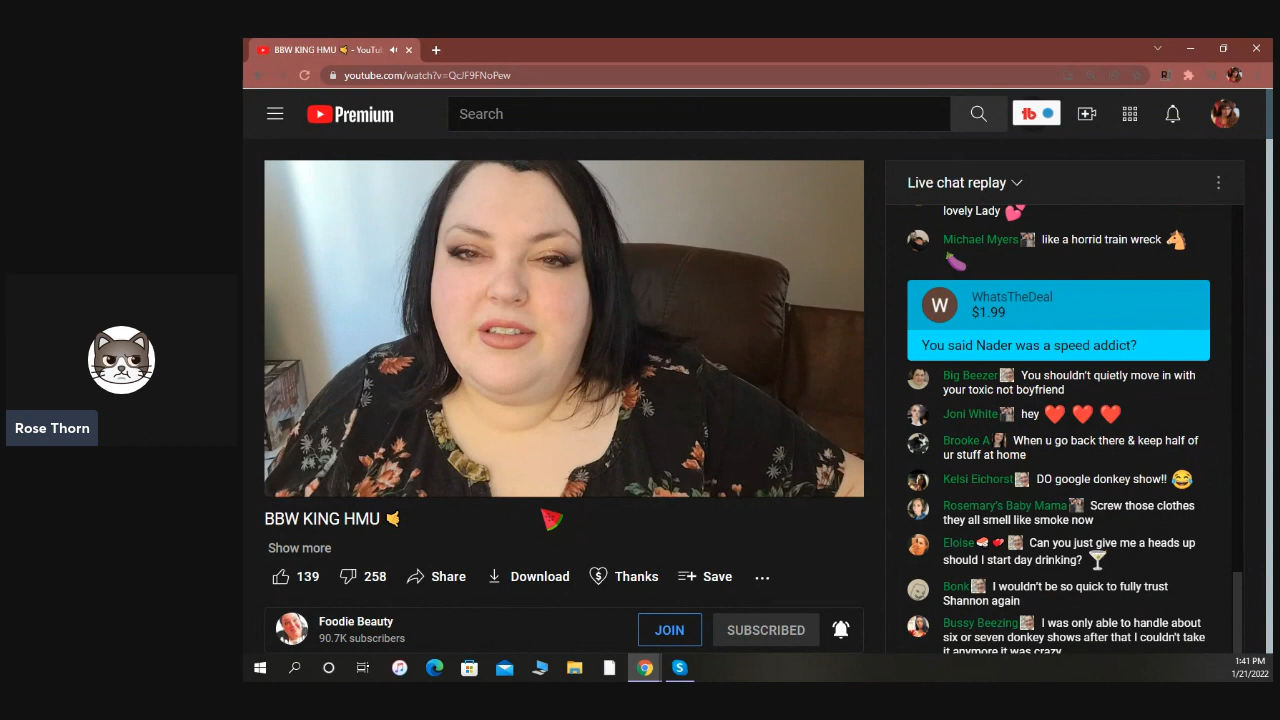 BBW KING HMU 🤙 - YouTu
youtube.com/watch?v=QcJF9FNoPew
Premium
Search
Live chat replay
lovely Lady 💕
Michael Myers like a horrid train wreck 🐴
🍆
W
WhatsTheDeal
$1.99
You said Nader was a speed addict?
Big Beezer You shouldn't quietly move in with
your toxic not boyfriend
Joni White hey ❤️ ❤️ ❤️
Brooke A When u go back there & keep half of
ur stuff at home
Kelsi Eichorst DO google donkey show!! 😂
Rosemary's Baby Mama Screw those clothes
they all smell like smoke now
Eloise 🍣 ❤️ Can you just give me a heads up
should I start day drinking? 🍸
Bonk I wouldn't be so quick to fully trust
Shannon again
Bussy Beezing I was only able to handle about
six or seven donkey shows after that I couldn't take
it anymore it was crazy
Rose Thorn
BBW KING HMU 🤙
Show more
139
258
Share
Download
Thanks
Save
Foodie Beauty
90.7K subscribers
JOIN
SUBSCRIBED
1:41 PM
1/21/2022